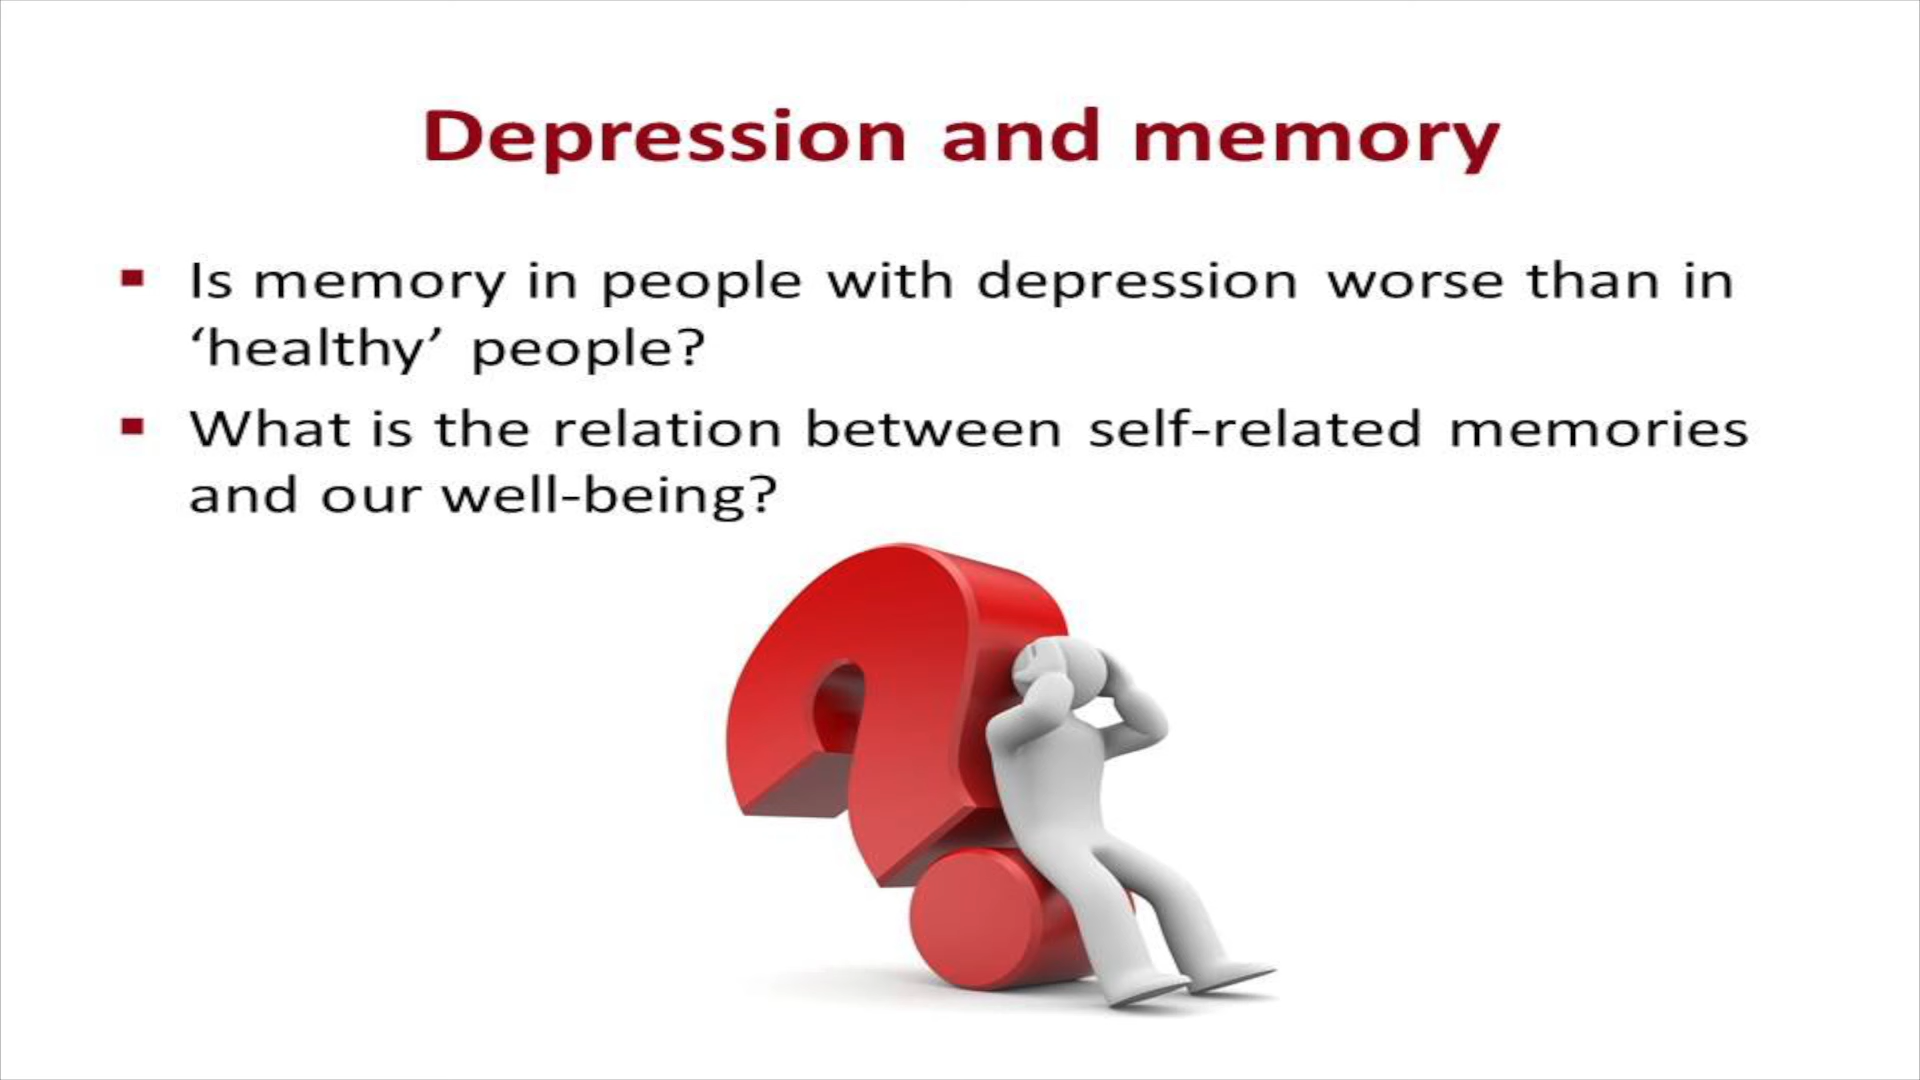 Depression and memory
▪ Is memory in people with depression worse than in
‘healthy’ people?
▪ What is the relation between self-related memories
and our well-being?